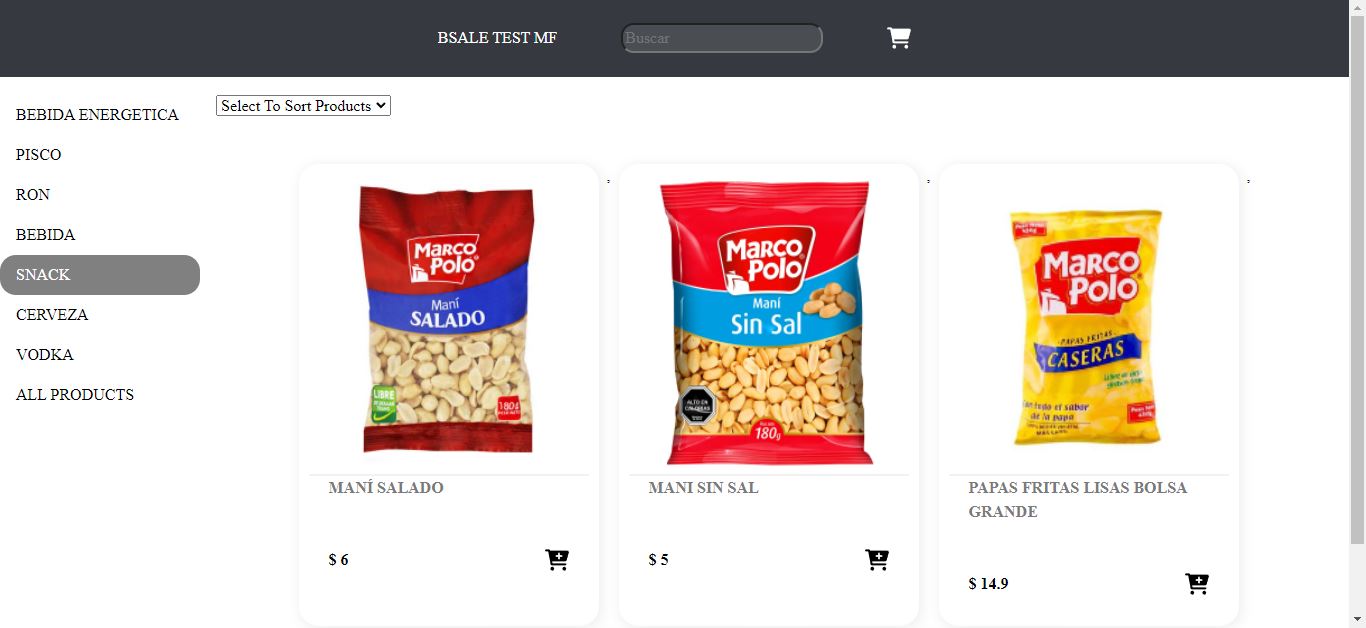 BSALE TEST MF
Buscar
Select To Sort Products
BEBIDA ENERGETICA
PISCO
RON
BEBIDA
SNACK
CERVEZA
VODKA
ALL PRODUCTS
Marco
Polo
Maní
SALADO
LIBRE
180g
,
Marco
Polo
Maní
Sin Sal
ALTO EN
CALORÍAS
180g
,
Marco
Polo
PAPAS FRITAS
CASERAS
Con todo el sabor
de la papa
,
MANÍ SALADO
$ 6
MANI SIN SAL
$ 5
PAPAS FRITAS LISAS BOLSA
GRANDE
$ 14.9